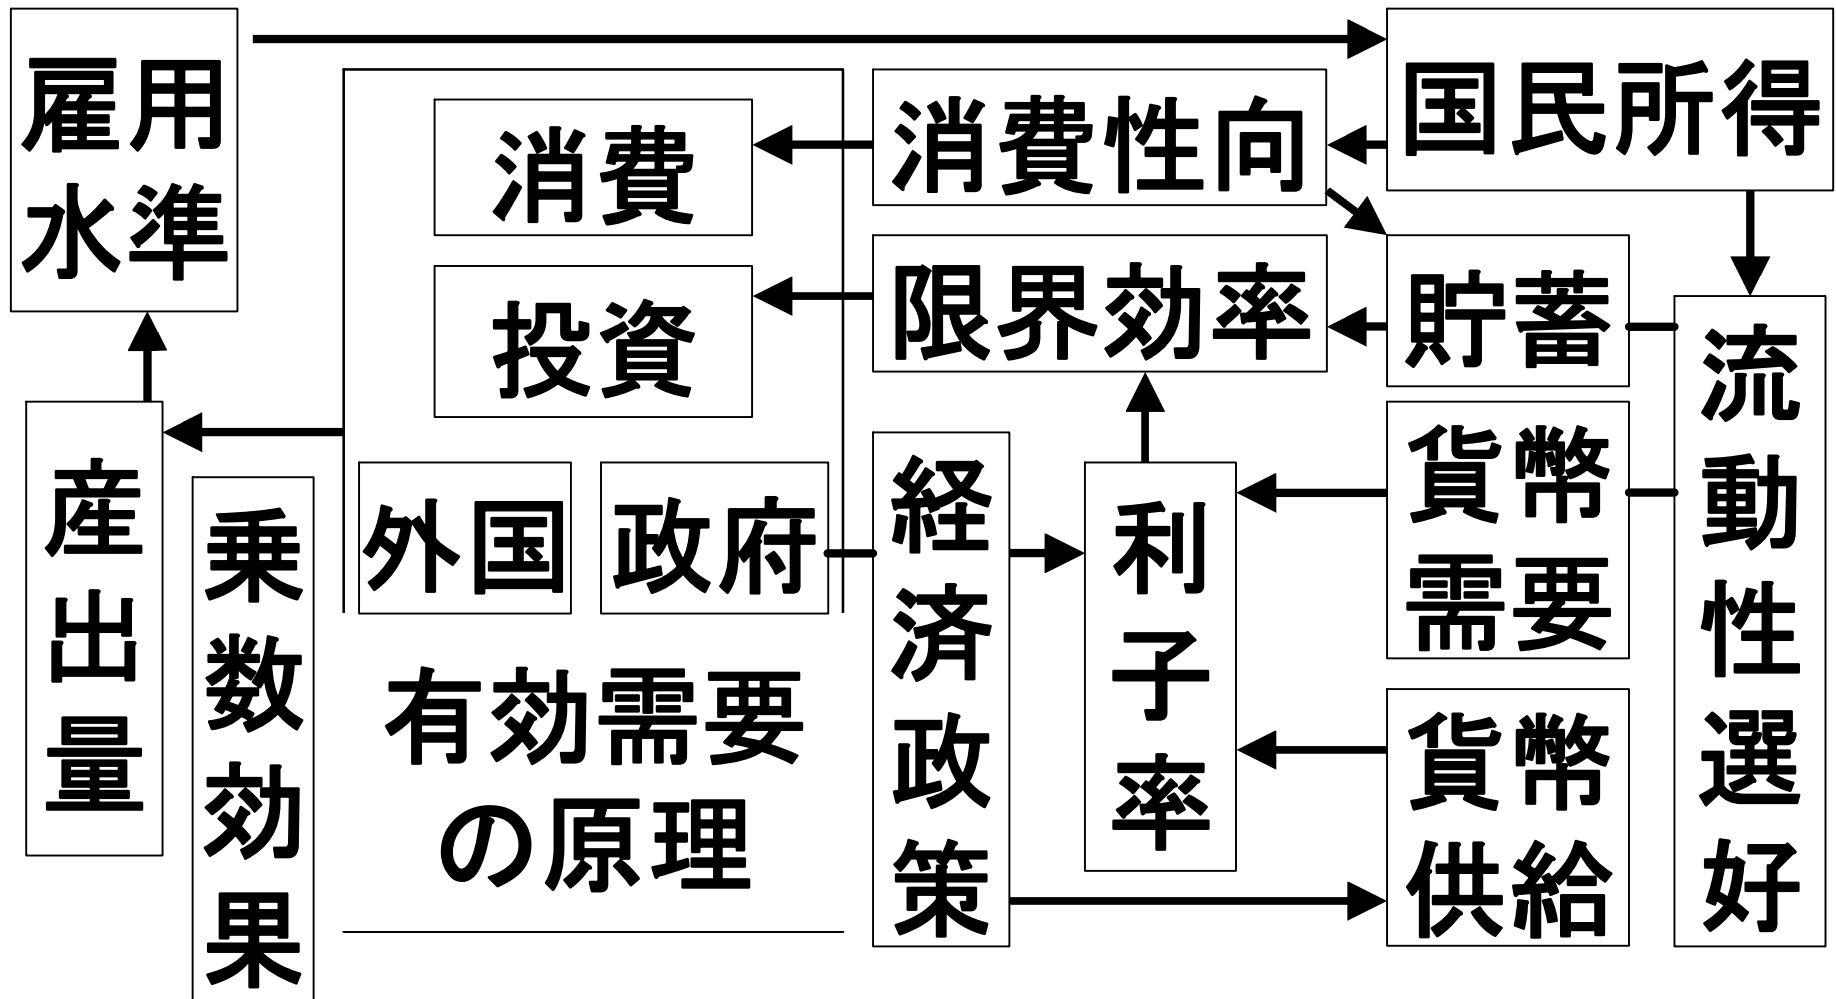 雇用
水準
国民所得
消費
消費性向
投資
限界効率
貯蓄
流動性選好
産出量
乗数効果
外国
政府
経済政策
利子率
貨幣
需要
貨幣
供給
有効需要
の原理